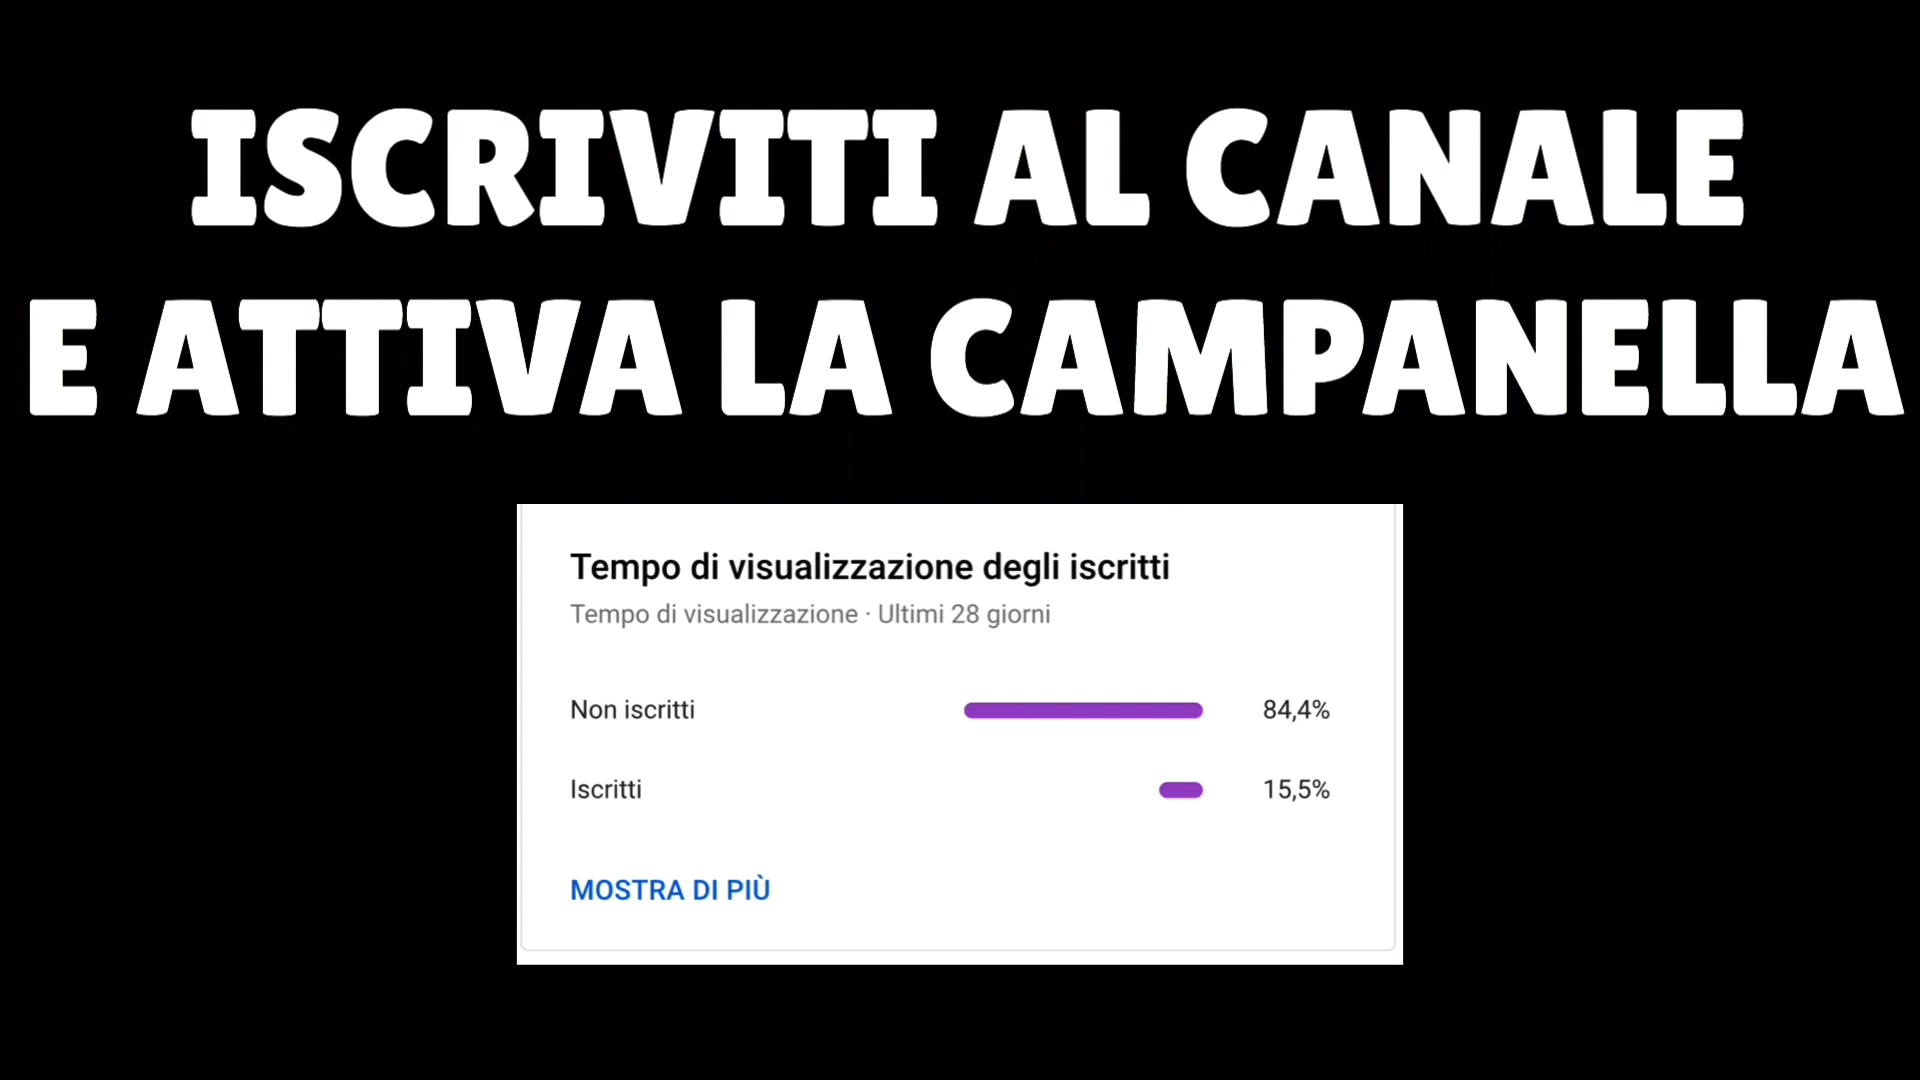 ISCRIVITI AL CANALE
E ATTIVA LA CAMPANELLA
Tempo di visualizzazione degli iscritti
Tempo di visualizzazione · Ultimi 28 giorni
Non iscritti 84,4%
Iscritti 15,5%
MOSTRA DI PIÙ